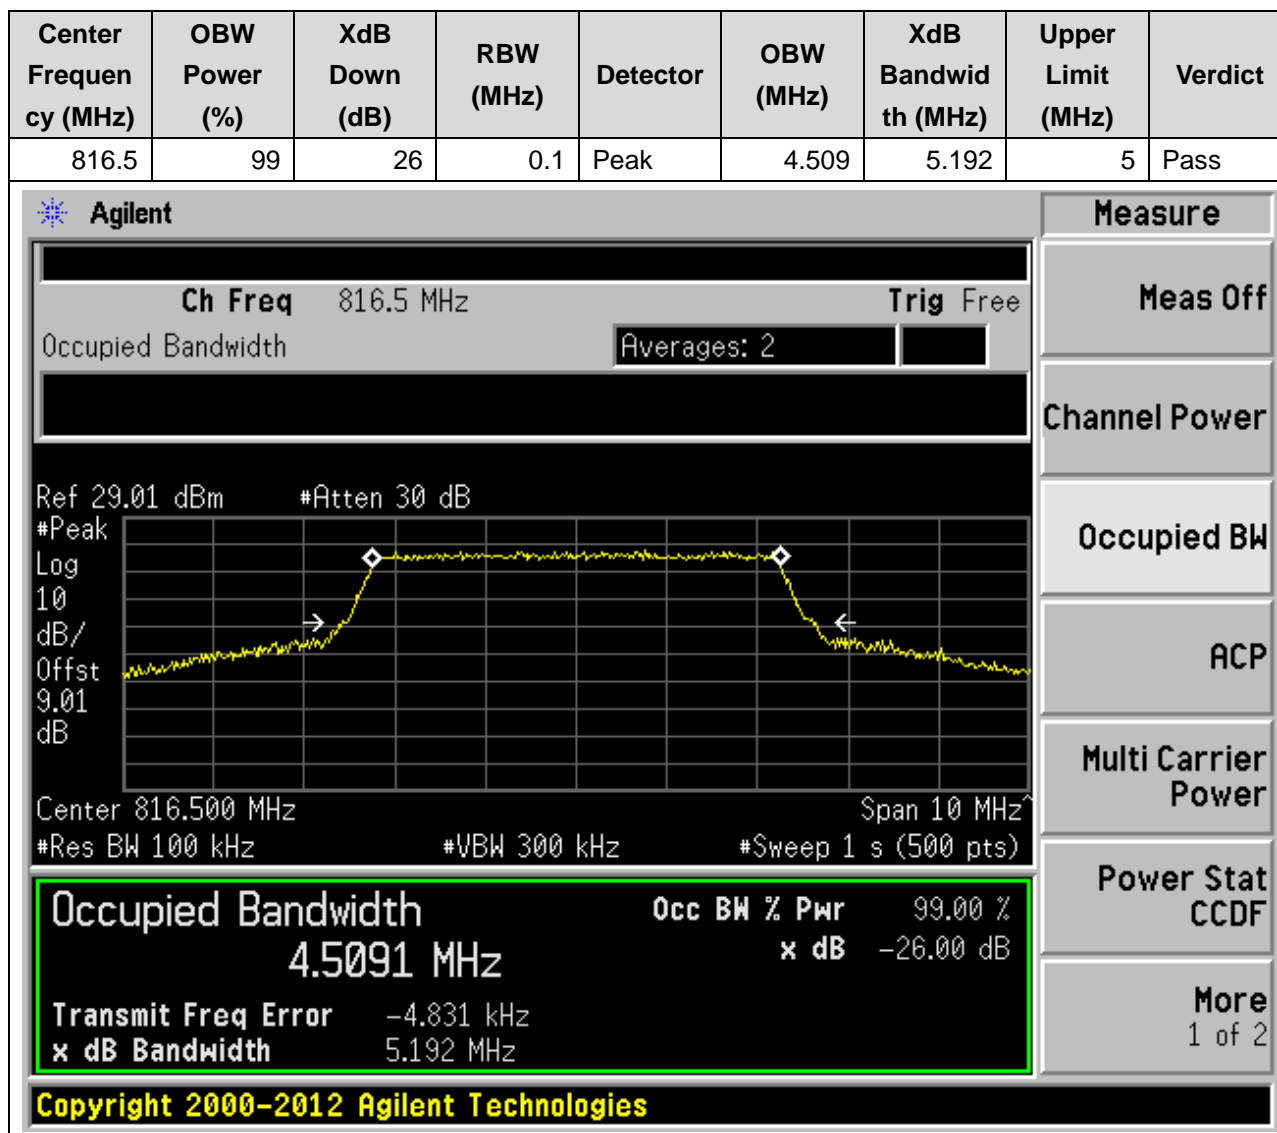 Center Frequen cy (MHz) | OBW Power (%) | XdB Down (dB) | RBW (MHz) | Detector | OBW (MHz) | XdB Bandwid th (MHz) | Upper Limit (MHz) | Verdict
816.5 | 99 | 26 | 0.1 | Peak | 4.509 | 5.192 | 5 | Pass
Agilent
Measure
Ch Freq 816.5 MHz Trig Free
Meas Off
Occupied Bandwidth Averages: 2
Channel Power
Ref 29.01 dBm #Atten 30 dB
#Peak
Log
10
dB/
Offst
9.01
dB
Occupied BW
ACP
Multi Carrier
Power
Center 816.500 MHz Span 10 MHz^
#Res BW 100 kHz #VBW 300 kHz #Sweep 1 s (500 pts)
Power Stat
CCDF
Occupied Bandwidth Occ BW % Pwr 99.00 %
4.5091 MHz x dB -26.00 dB
Transmit Freq Error -4.831 kHz
x dB Bandwidth 5.192 MHz
More
1 of 2
Copyright 2000-2012 Agilent Technologies